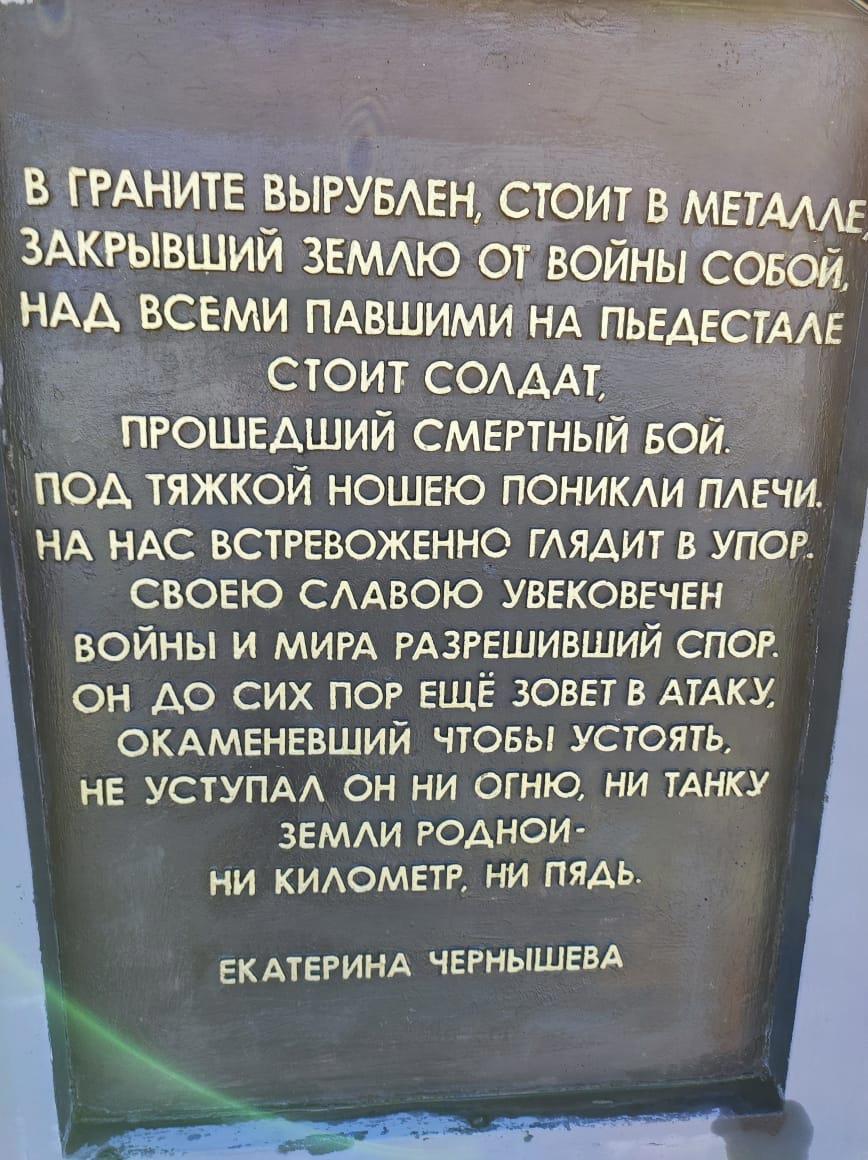 В ГРАНИТЕ ВЫРУБЛЕН, СТОИТ В МЕТАЛЛЕ,
ЗАКРЫВШИЙ ЗЕМЛЮ ОТ ВОЙНЫ СОБОЙ,
НАД ВСЕМИ ПАВШИМИ НА ПЬЕДЕСТАЛЕ
СТОИТ СОЛДАТ,
ПРОШЕДШИЙ СМЕРТНЫЙ БОЙ.
ПОД ТЯЖКОЙ НОШЕЮ ПОНИКЛИ ПЛЕЧИ.
НА НАС ВСТРЕВОЖЕННО ГЛЯДИТ В УПОР.
СВОЕЮ СЛАВОЮ УВЕКОВЕЧЕН
ВОЙНЫ И МИРА РАЗРЕШИВШИЙ СПОР.
ОН ДО СИХ ПОР ЕЩЁ ЗОВЕТ В АТАКУ,
ОКАМЕНЕВШИЙ ЧТОБЫ УСТОЯТЬ,
НЕ УСТУПАЛ ОН НИ ОГНЮ, НИ ТАНКУ
ЗЕМЛИ РОДНОИ-
НИ КИЛОМЕТР, НИ ПЯДЬ.
ЕКАТЕРИНА ЧЕРНЫШЕВА